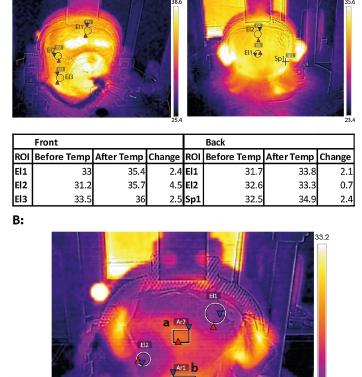 38.6
35.6
El1
El2
El3
El2
El1
Sp1
25.4
23.4
Front Back
ROI Before Temp After Temp Change ROI Before Temp After Temp Change
El1 33 35.4 2.4 El1 31.7 33.8 2.1
El2 31.2 35.7 4.5 El2 32.6 33.3 0.7
El3 33.5 36 2.5 Sp1 32.5 34.9 2.4
B:
33.2
El1
a Ar2
b
El2
Ar1